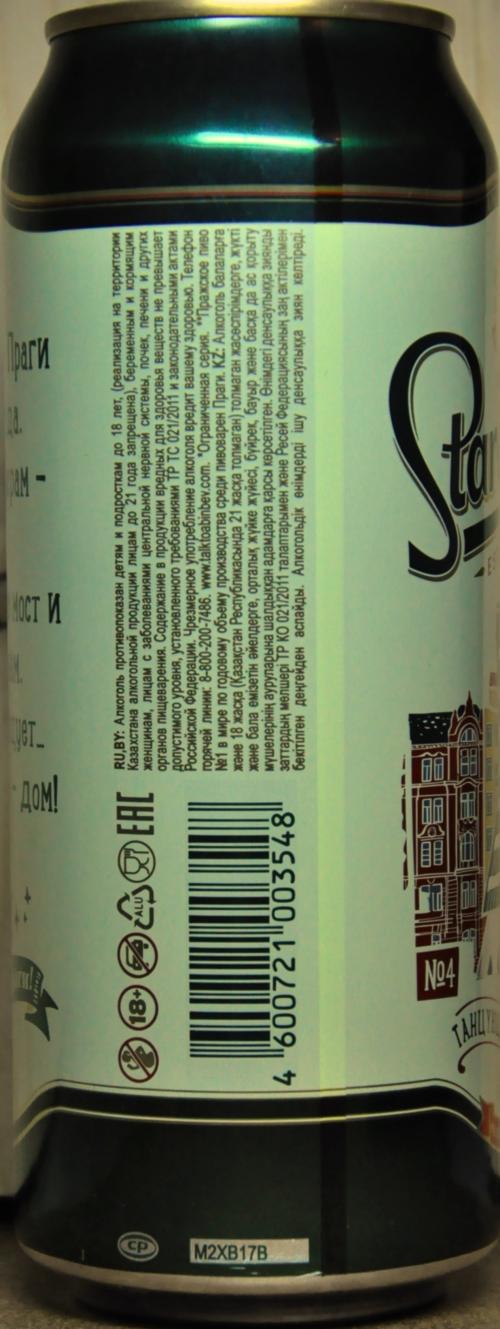 Праги
да.
рам –
мост и
м.
дом!
RU,BY: Алкоголь противопоказан детям и подросткам до 18 лет, (реализация на территории
Казахстана алкогольной продукции лицам до 21 года запрещена), беременным и кормящим
женщинам, лицам с заболеваниями центральной нервной системы, почек, печени и других
органов пищеварения. Содержание в продукции вредных для здоровья веществ не превышает
допустимого уровня, установленного требованиями ТР ТС 021/2011 и законодательными актами
Российской Федерации. Чрезмерное употребление алкоголя вредит вашему здоровью. Телефон
горячей линии: 8-800-200-7486. www.talktoabinbev.com. *Ограниченная серия. **Пражское пиво
№1 в мире по годовому объему производства среди пивоварен Праги. KZ: Алкоголь балаларға
және 18 жасқа (Қазақстан Республикасында 21 жасқа толмаған) толмаған жасөспірімдерге, жүкті
және бала емізетін әйелдерге, орталық жүйке жүйесі, бүйрек, бауыр және басқа да ас қорыту
мүшелерінің ауруларына шалдыққан адамдарға қарсы көрсетілген. Өнімдегі денсаулыққа зиянды
заттардың мөлшері ТР КО 021/2011 талаптарымен және Ресей Федерациясының заң актілерімен
бекітілген деңгейден аспайды. Алкогольдік өнімдерді ішу денсаулыққа зиян келтіреді.
18+
ALU
EAC
4 600721 003548
Sta
№4
ТАНЦ
CP
M2XB17B